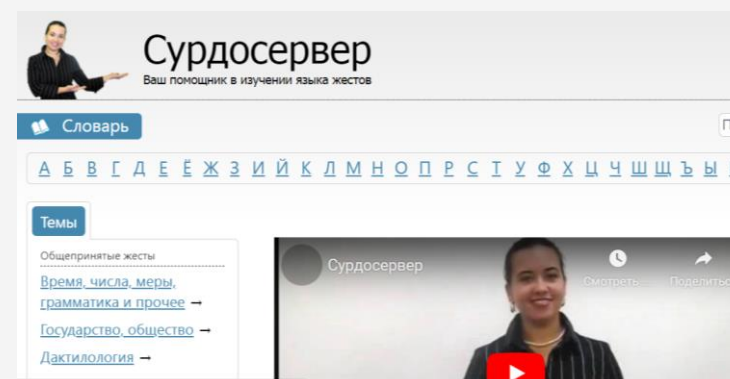 Сурдосервер
Ваш помощник в изучении языка жестов
Словарь
А Б В Г Д Е Ё Ж З И Й К Л М Н О П Р С Т У Ф Х Ц Ч Ш Щ Ъ Ы
Темы
Общепринятые жесты
Время, числа, меры,
грамматика и прочее →
Государство, общество →
Дактилология →
Сурдосервер
Смотреть...